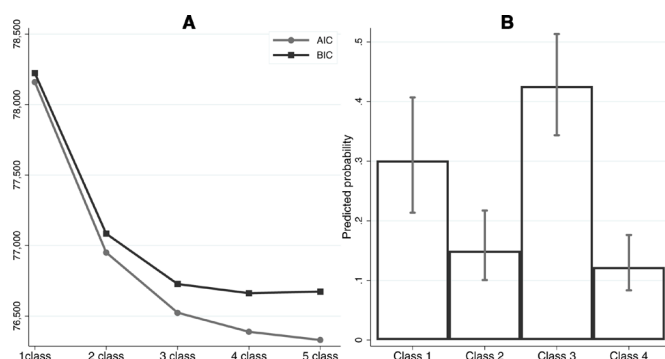 A
78,500
78,000
77,500
77,000
76,500
AIC
BIC
1class
2 class
3 class
4 class
5 class
B
Predicted probability
.5
.4
.3
.2
.1
0
Class 1
Class 2
Class 3
Class 4